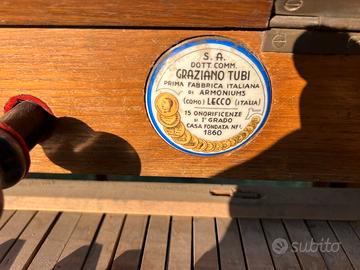 S. A.
DOTT. COMM.
GRAZIANO TUBI
PRIMA FABBRICA ITALIANA
DI ARMONIUMS
(COMO) LECCO (ITALIA)
15 ONORIFICENZE
DI 1º GRADO
CASA FONDATA NEL
1860
subito